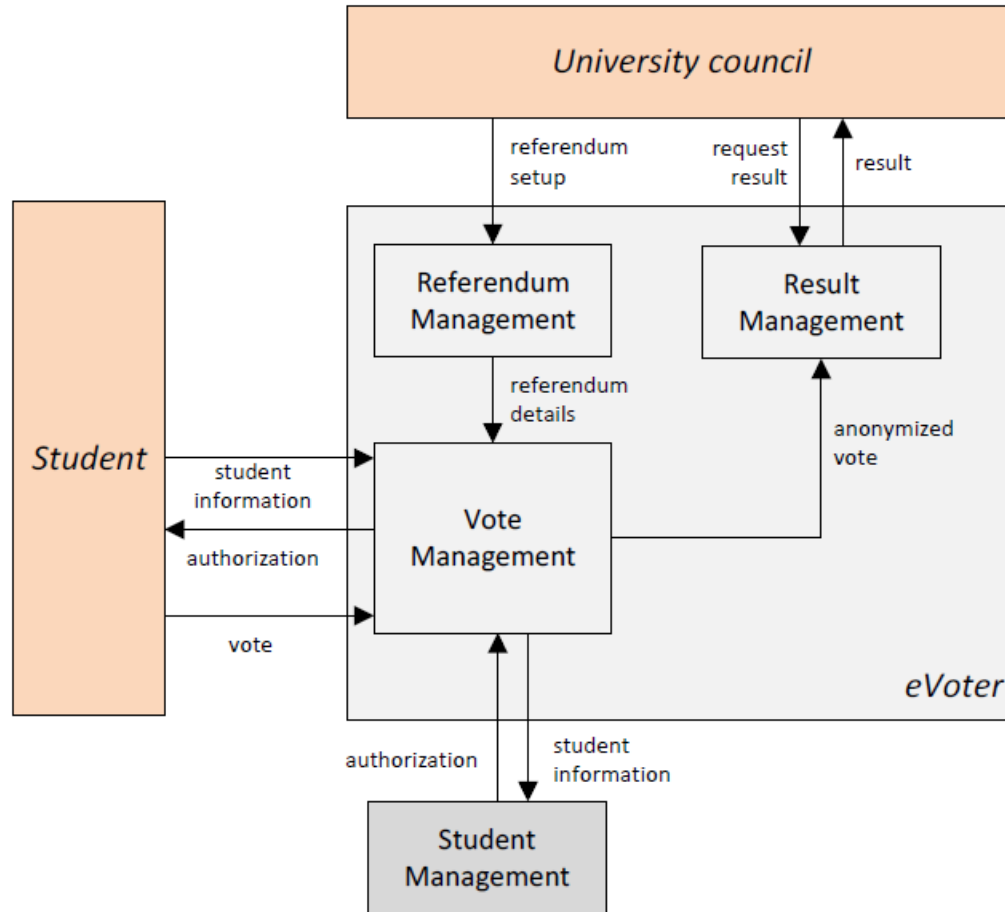 University council
referendum
setup
request
result
result
Referendum
Management
Result
Management
referendum
details
anonymized
vote
Student
student
information
authorization
vote
Vote
Management
eVoter
authorization
student
information
Student
Management